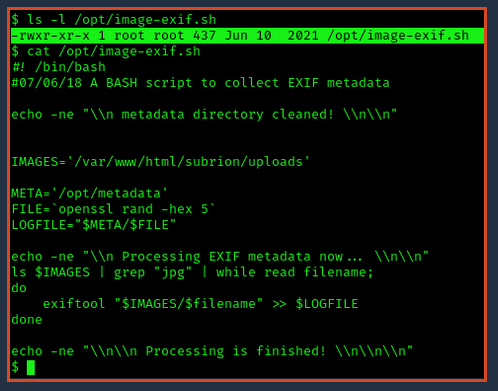 $ ls -l /opt/image-exif.sh
-rwxr-xr-x 1 root root 437 Jun 10  2021 /opt/image-exif.sh
$ cat /opt/image-exif.sh
#! /bin/bash
#07/06/18 A BASH script to collect EXIF metadata
echo -ne "\\n metadata directory cleaned! \\n\\n"
IMAGES='/var/www/html/subrion/uploads'
META='/opt/metadata'
FILE=`openssl rand -hex 5`
LOGFILE="$META/$FILE"
echo -ne "\\n Processing EXIF metadata now... \\n\\n"
ls $IMAGES | grep "jpg" | while read filename;
do
    exiftool "$IMAGES/$filename" >> $LOGFILE
done
echo -ne "\\n\\n Processing is finished! \\n\\n\\n"
$